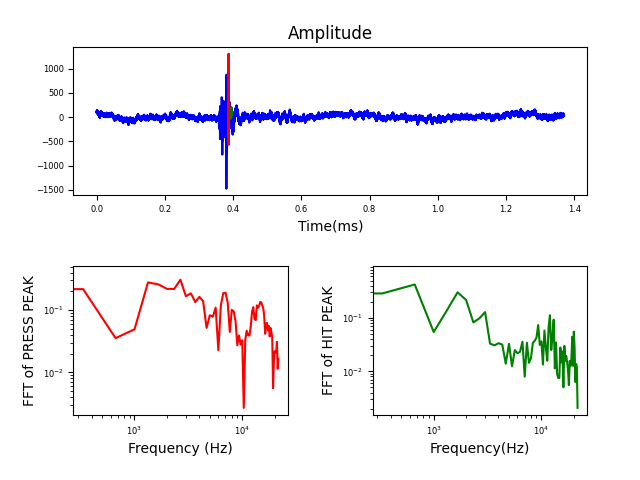 Amplitude
1000
500
0
−500
−1000
−1500
0.0 0.2 0.4 0.6 0.8 1.0 1.2 1.4
Time(ms)
FFT of PRESS PEAK
10⁻¹
10⁻²
10³ 10⁴
Frequency (Hz)
FFT of HIT PEAK
10⁻¹
10⁻²
10³ 10⁴
Frequency(Hz)